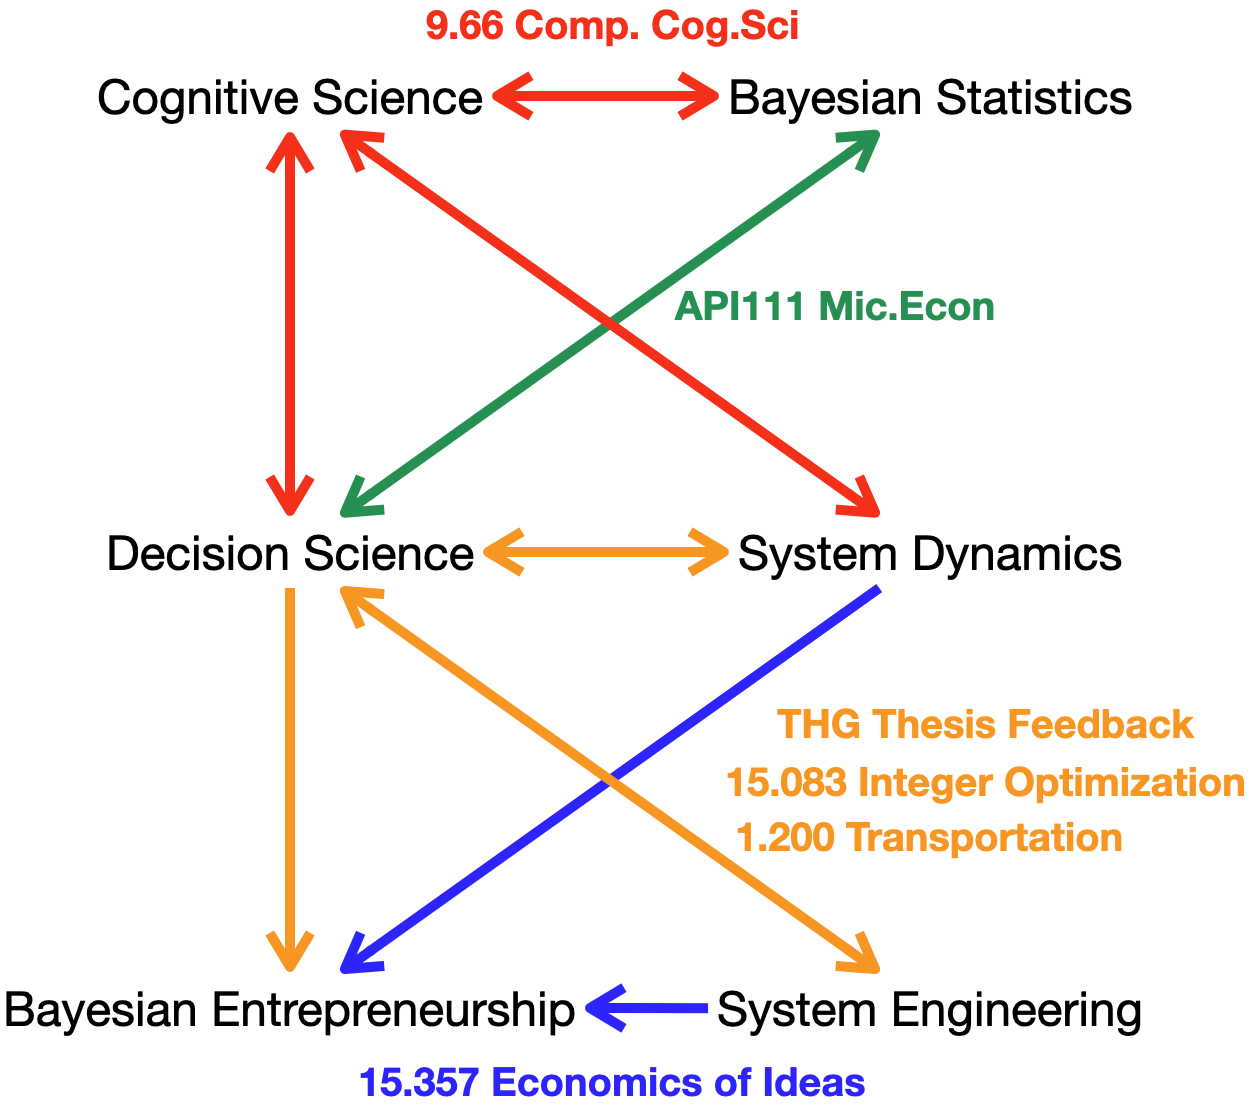 9.66 Comp. Cog.Sci
Cognitive Science
Bayesian Statistics
API111 Mic.Econ
Decision Science
System Dynamics
THG Thesis Feedback
15.083 Integer Optimization
1.200 Transportation
Bayesian Entrepreneurship
System Engineering
15.357 Economics of Ideas